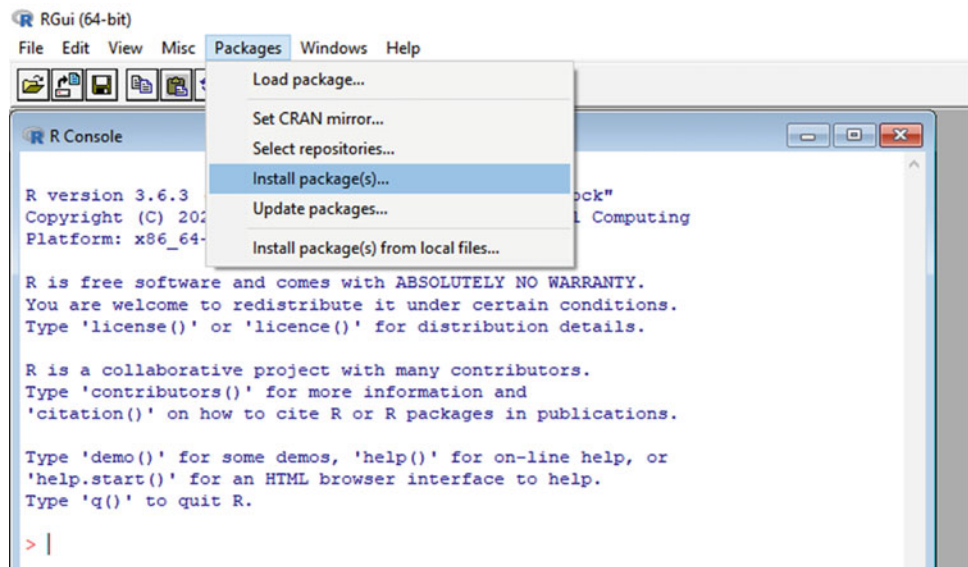 RGui (64-bit)
File Edit View Misc Packages Windows Help
Load package...
Set CRAN mirror...
Select repositories...
Install package(s)...
Update packages...
Install package(s) from local files...
R Console
R version 3.6.3 ock"
Copyright (C) 202 l Computing
Platform: x86_64-
R is free software and comes with ABSOLUTELY NO WARRANTY.
You are welcome to redistribute it under certain conditions.
Type 'license()' or 'licence()' for distribution details.
R is a collaborative project with many contributors.
Type 'contributors()' for more information and
'citation()' on how to cite R or R packages in publications.
Type 'demo()' for some demos, 'help()' for on-line help, or
'help.start()' for an HTML browser interface to help.
Type 'q()' to quit R.
>